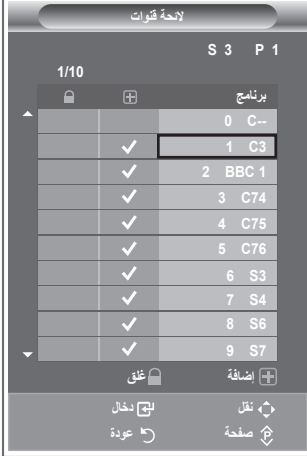 لائحة قنوات
S 3 P 1
1/10
برنامج
0 C--
1 C3
2 BBC 1
3 C74
4 C75
5 C76
6 S3
7 S4
8 S6
9 S7
إضافة غلق
نقل دخال
صفحة عودة